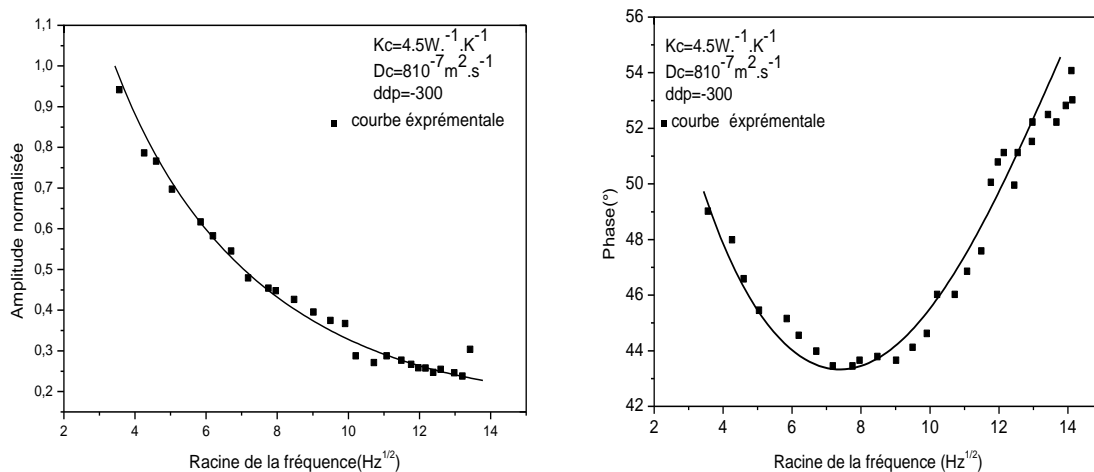 1,1
1,0
0,9
0,8
0,7
0,6
0,5
0,4
0,3
0,2
Amplitude normalisée
Kc=4.5W.-1.K-1
Dc=810-7m2.s-1
ddp=-300
courbe éxprémentale
2 4 6 8 10 12 14
Racine de la fréquence(Hz1/2)
56
54
52
50
48
46
44
42
Phase(°)
Kc=4.5W.-1.K-1
Dc=810-7m2.s-1
ddp=-300
courbe éxprémentale
2 4 6 8 10 12 14
Racine de la fréquence (Hz1/2)